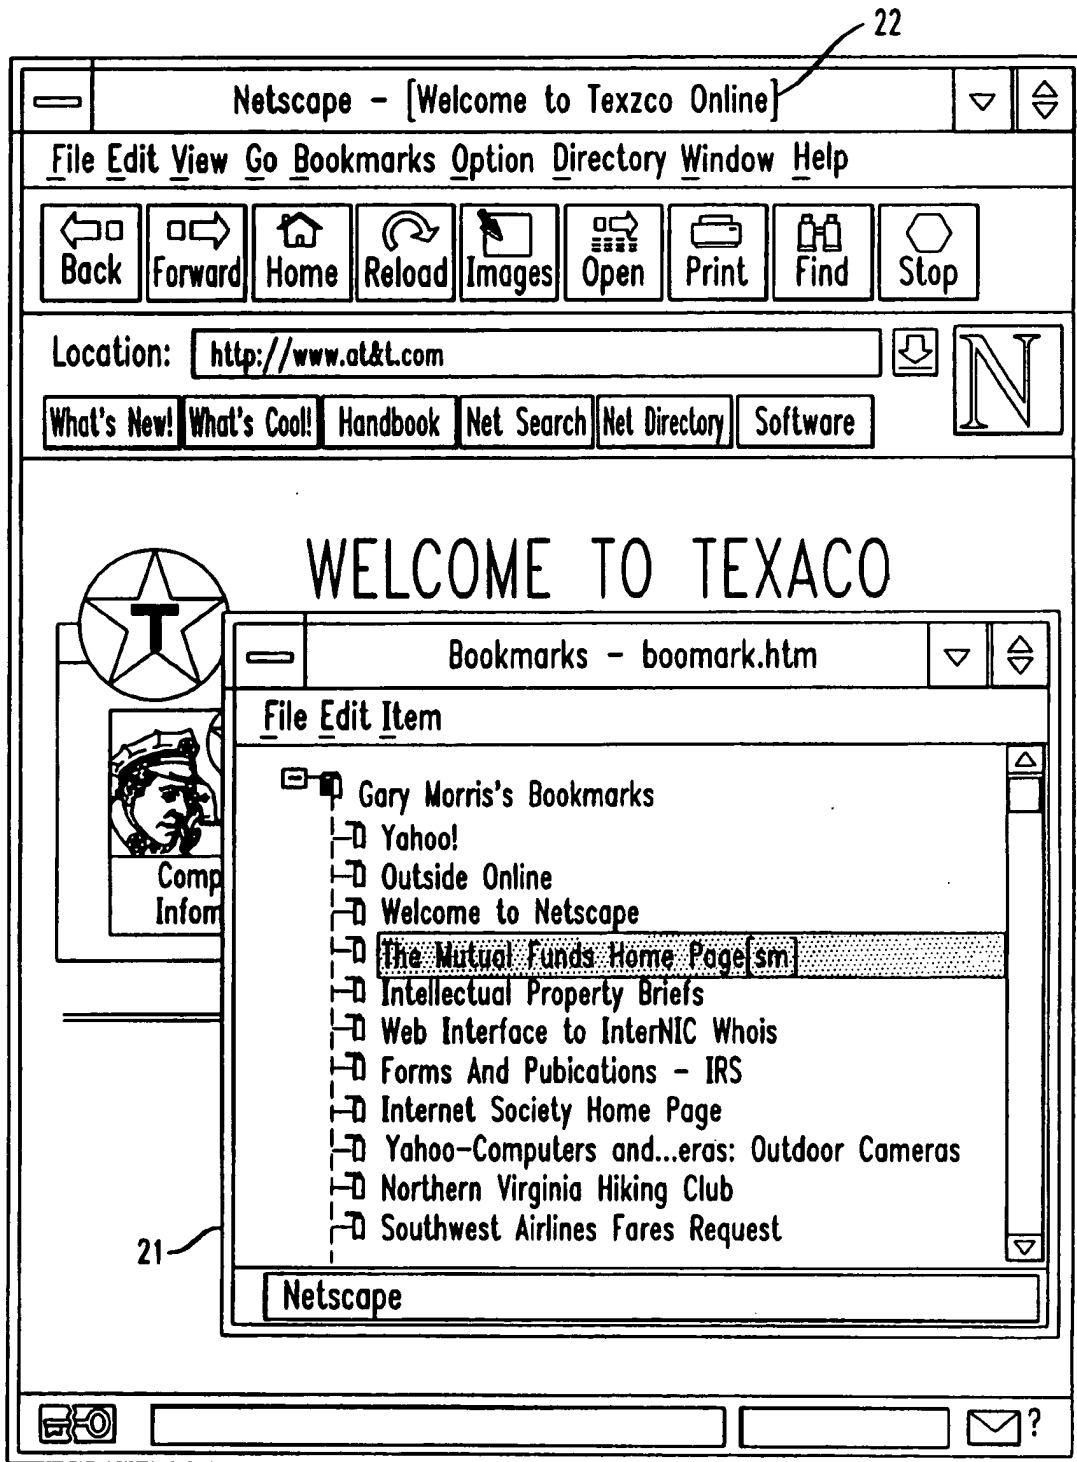 22
Netscape - [Welcome to Texzco Online]
File Edit View Go Bookmarks Option Directory Window Help
Back Forward Home Reload Images Open Print Find Stop
Location: http://www.at&t.com
N
What's New! What's Cool! Handbook Net Search Net Directory Software
WELCOME TO TEXACO
T
Bookmarks - boomark.htm
File Edit Item
Gary Morris's Bookmarks
Yahoo!
Outside Online
Welcome to Netscape
The Mutual Funds Home Page[sm]
Intellectual Property Briefs
Web Interface to InterNIC Whois
Forms And Pubications - IRS
Internet Society Home Page
Yahoo-Computers and...eras: Outdoor Cameras
Northern Virginia Hiking Club
Southwest Airlines Fares Request
Comp
Infom
21
Netscape
?